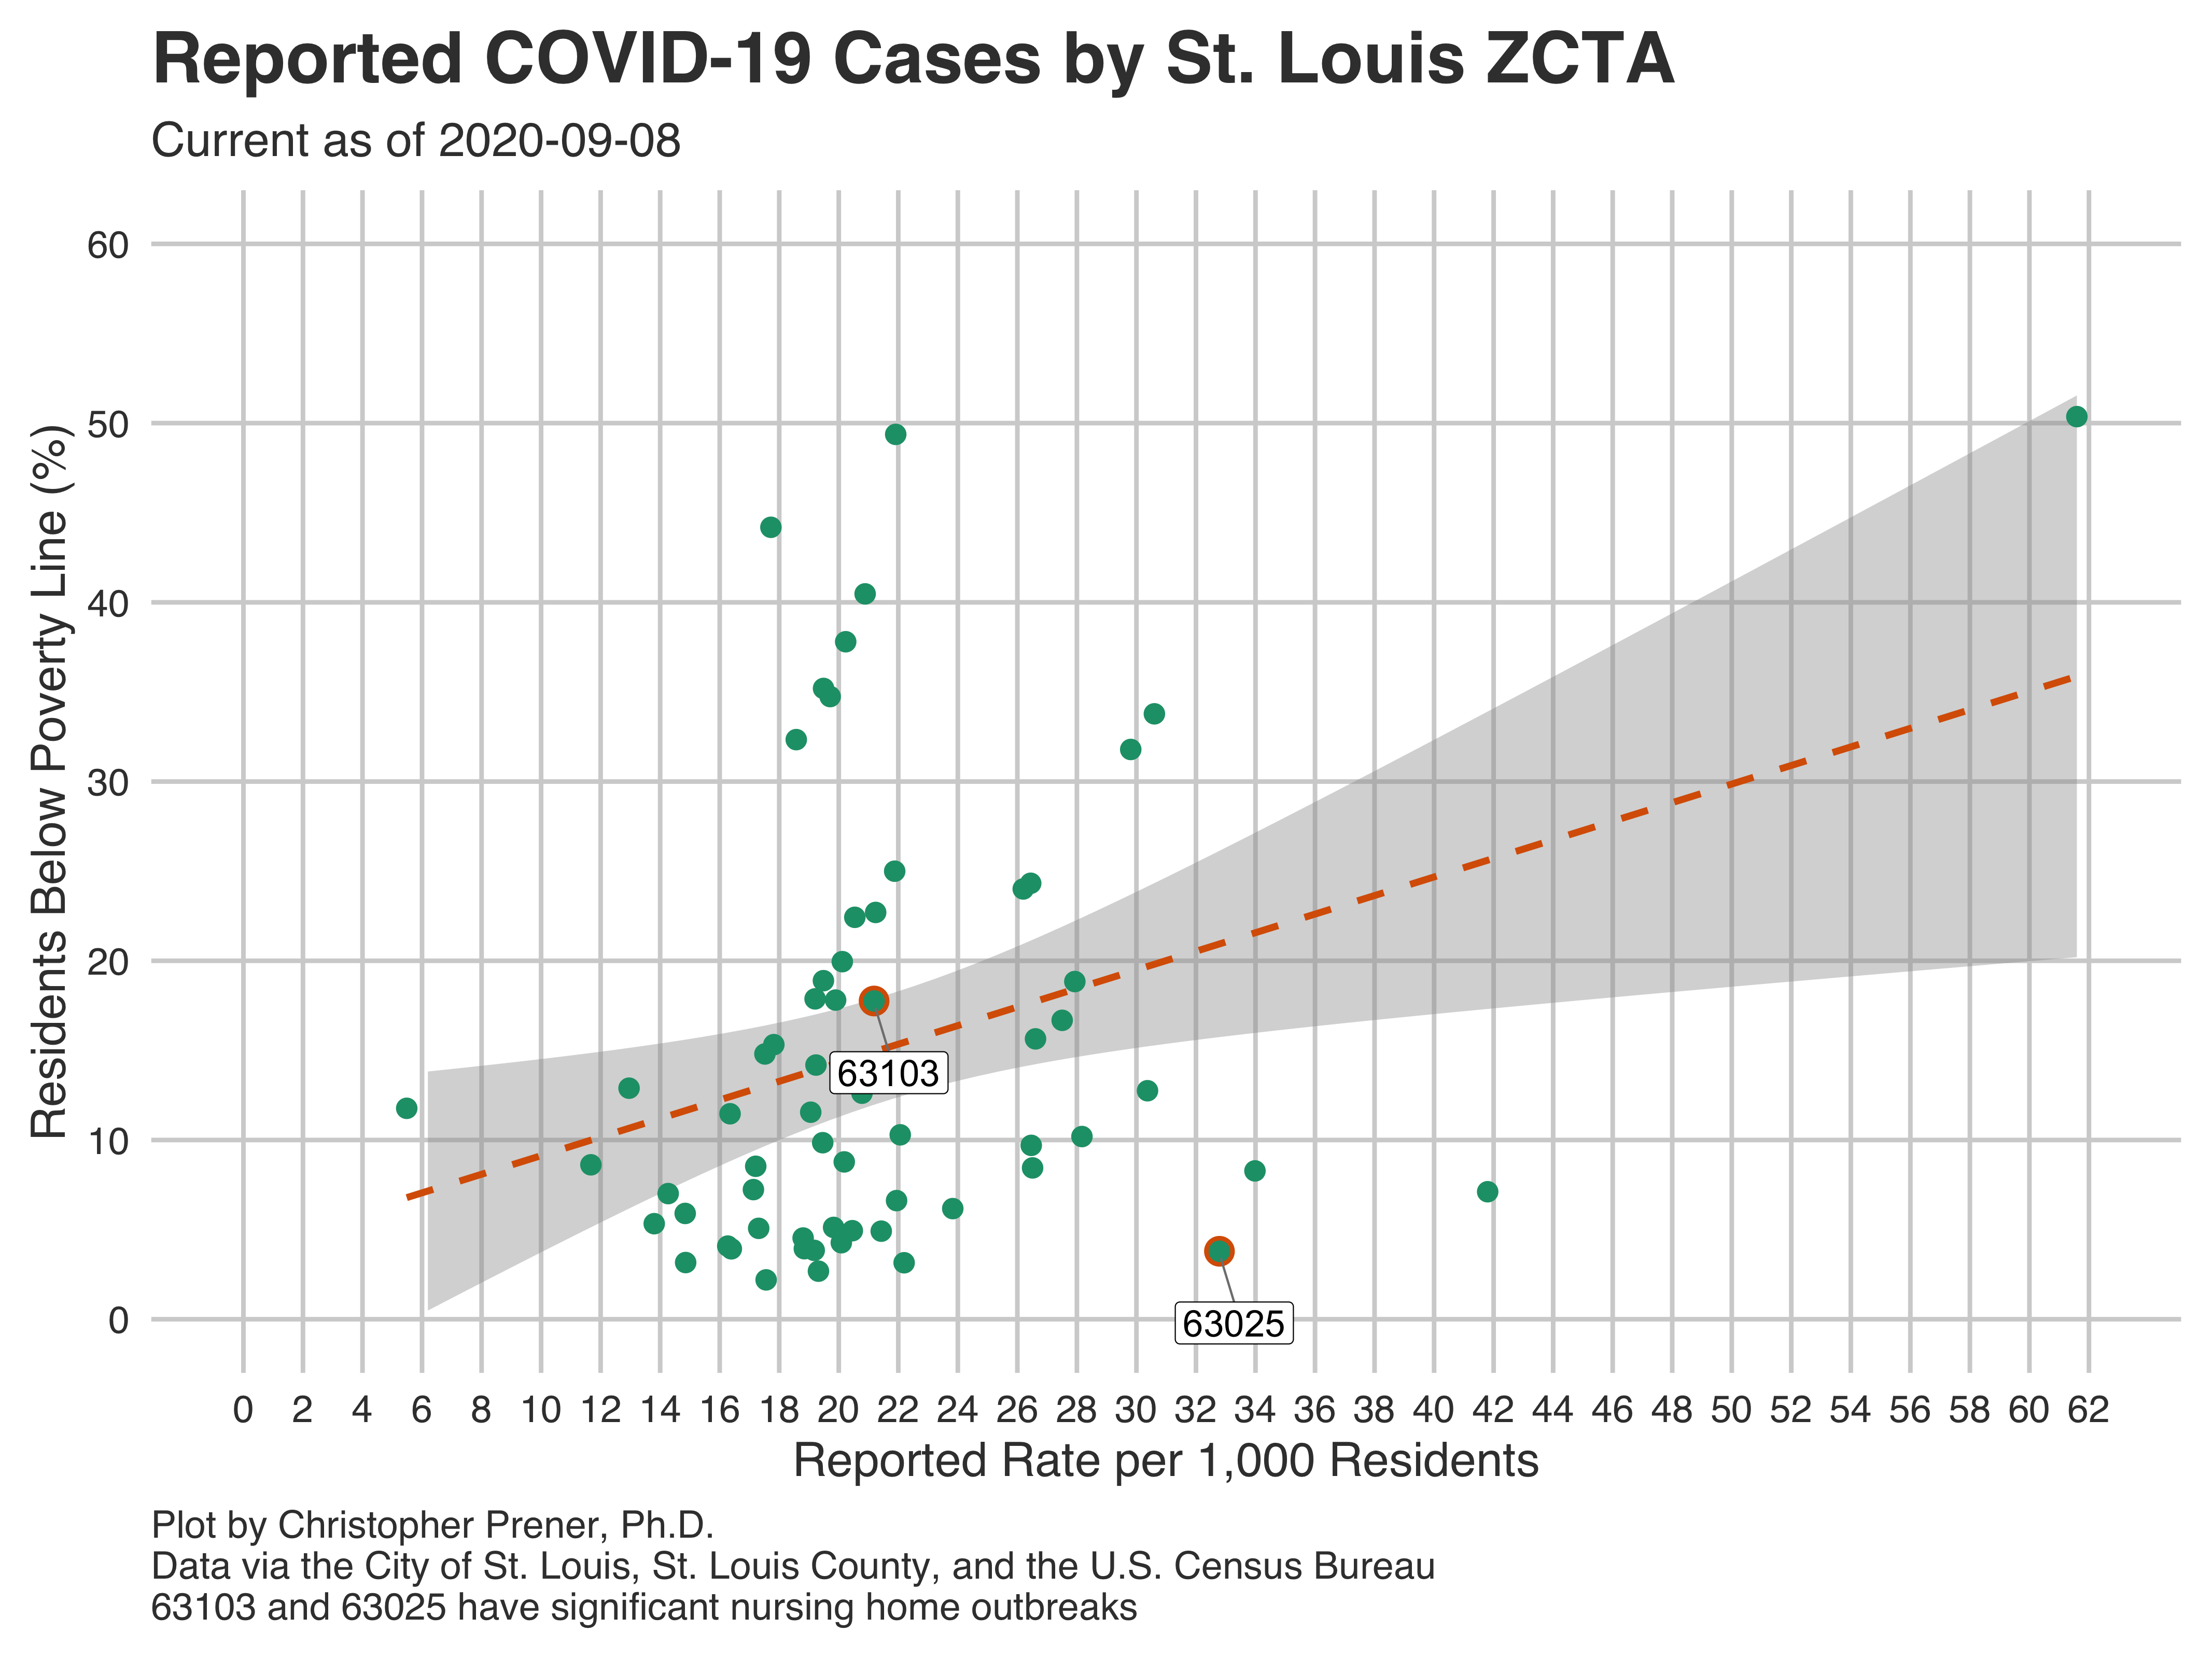 Reported COVID-19 Cases by St. Louis ZCTA
Current as of 2020-09-08
Residents Below Poverty Line (%)
60
50
40
30
20
10
0
63103
63025
0 2 4 6 8 10 12 14 16 18 20 22 24 26 28 30 32 34 36 38 40 42 44 46 48 50 52 54 56 58 60 62
Reported Rate per 1,000 Residents
Plot by Christopher Prener, Ph.D.
Data via the City of St. Louis, St. Louis County, and the U.S. Census Bureau
63103 and 63025 have significant nursing home outbreaks